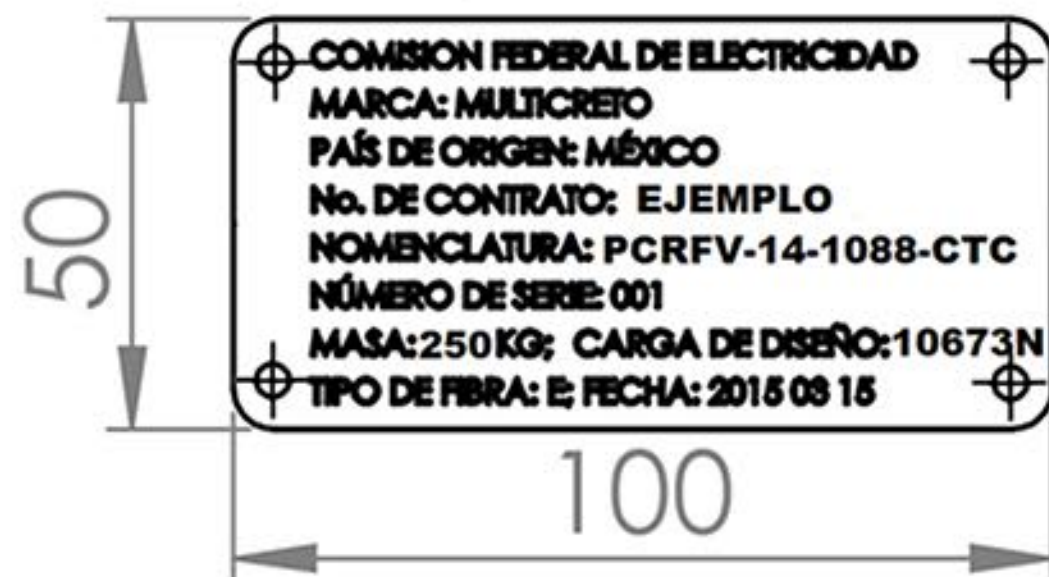 COMISION FEDERAL DE ELECTRICIDAD
MARCA: MULTICRETO
PAÍS DE ORIGEN: MÉXICO
No. DE CONTRATO: EJEMPLO
NOMENCLATURA: PCRFV-14-1088-CTC
NÚMERO DE SERIE: 001
MASA:250KG; CARGA DE DISEÑO:10673N
TIPO DE FIBRA: E; FECHA: 2015 03 15
50
100